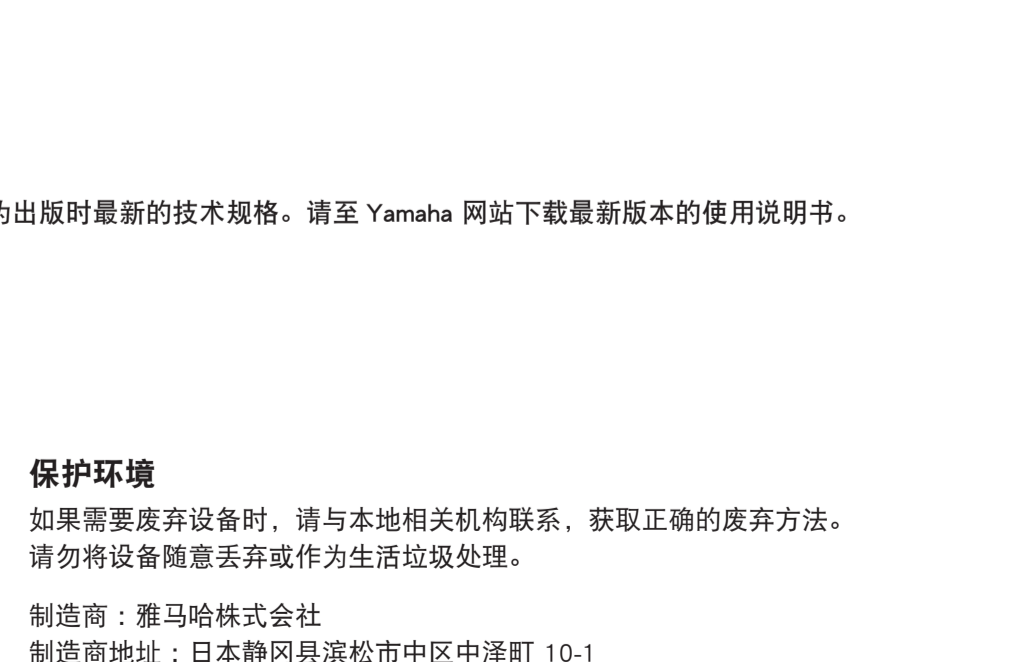 出版时最新的技术规格。请至 Yamaha 网站下载最新版本的使用说明书。
保护环境
如果需要废弃设备时，请与本地相关机构联系，获取正确的废弃方法。
请勿将设备随意丢弃或作为生活垃圾处理。
制造商：雅马哈株式会社
制造商地址：日本静冈县滨松市中区中泽町 10-1